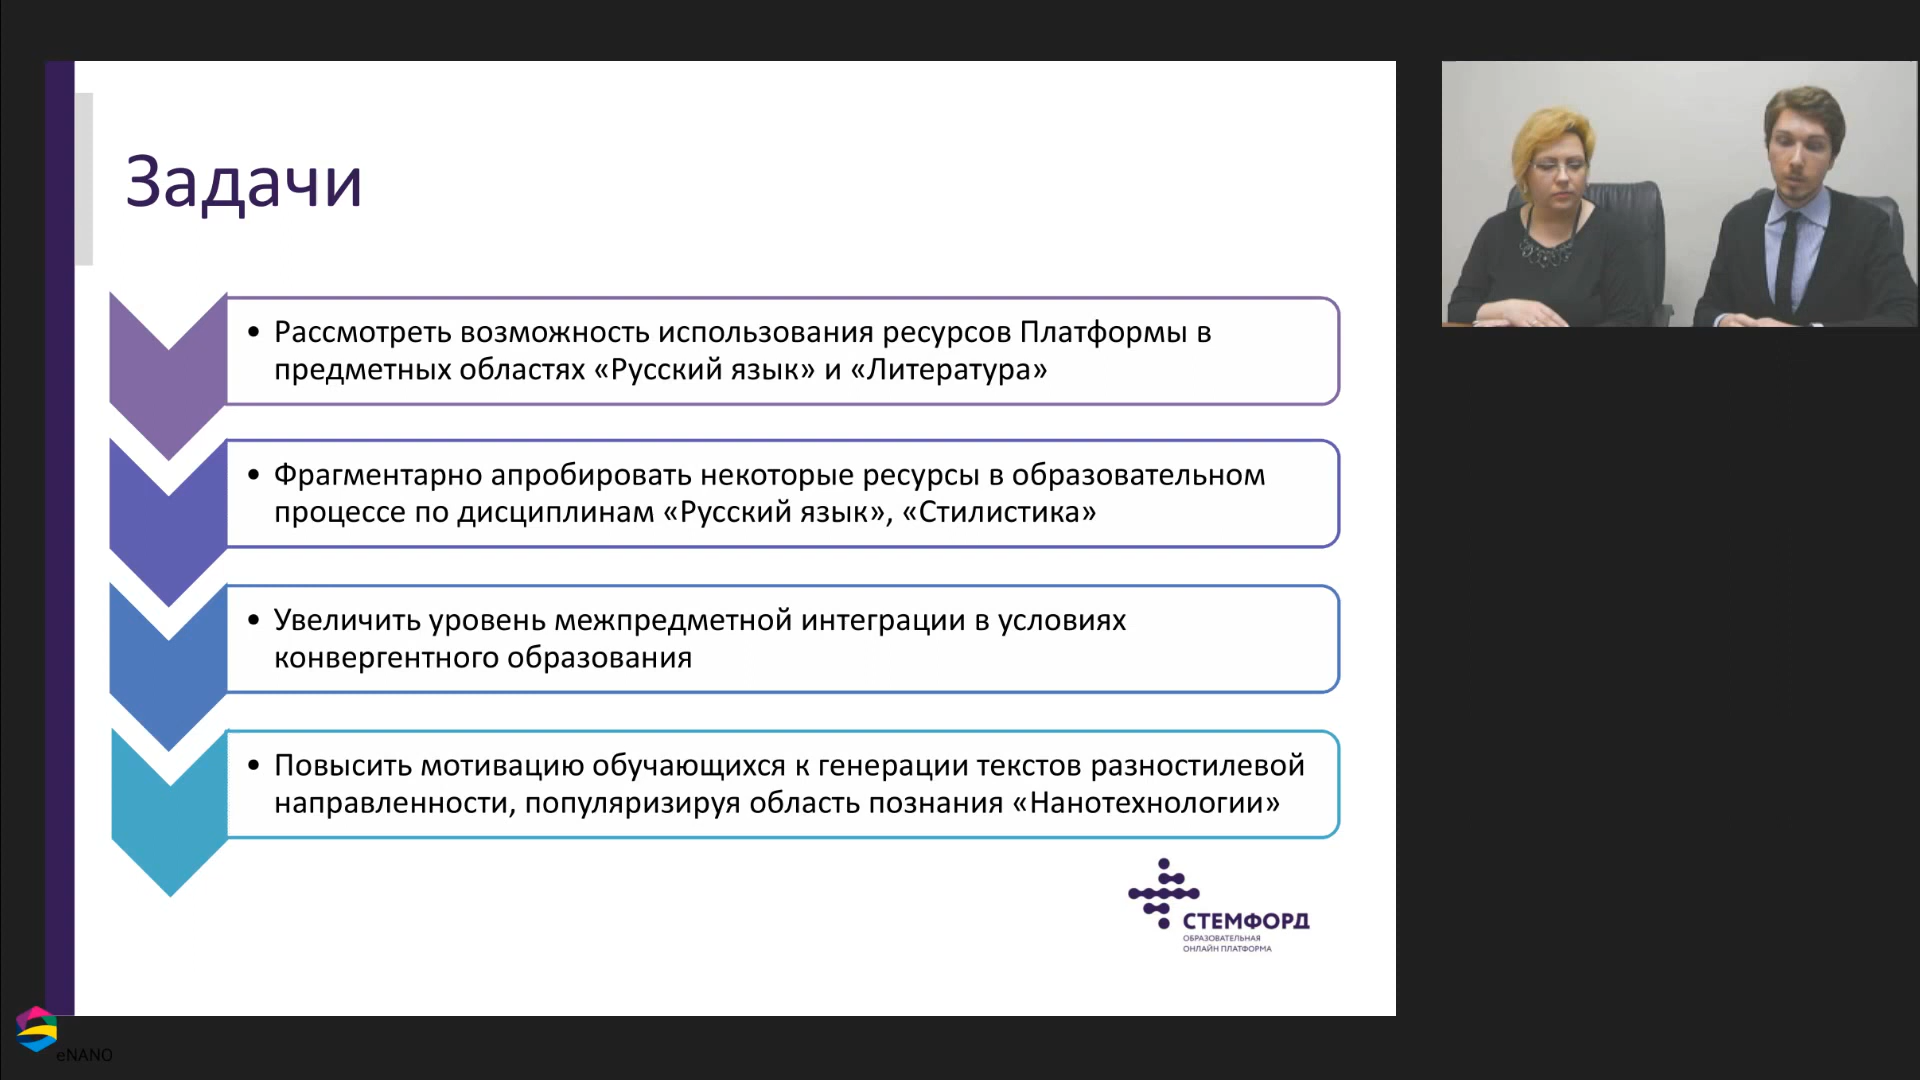 Задачи
• Рассмотреть возможность использования ресурсов Платформы в
предметных областях «Русский язык» и «Литература»
• Фрагментарно апробировать некоторые ресурсы в образовательном
процессе по дисциплинам «Русский язык», «Стилистика»
• Увеличить уровень межпредметной интеграции в условиях
конвергентного образования
• Повысить мотивацию обучающихся к генерации текстов разностилевой
направленности, популяризируя область познания «Нанотехнологии»
СТЕМФОРД
ОБРАЗОВАТЕЛЬНАЯ
ОНЛАЙН ПЛАТФОРМА
eNANO